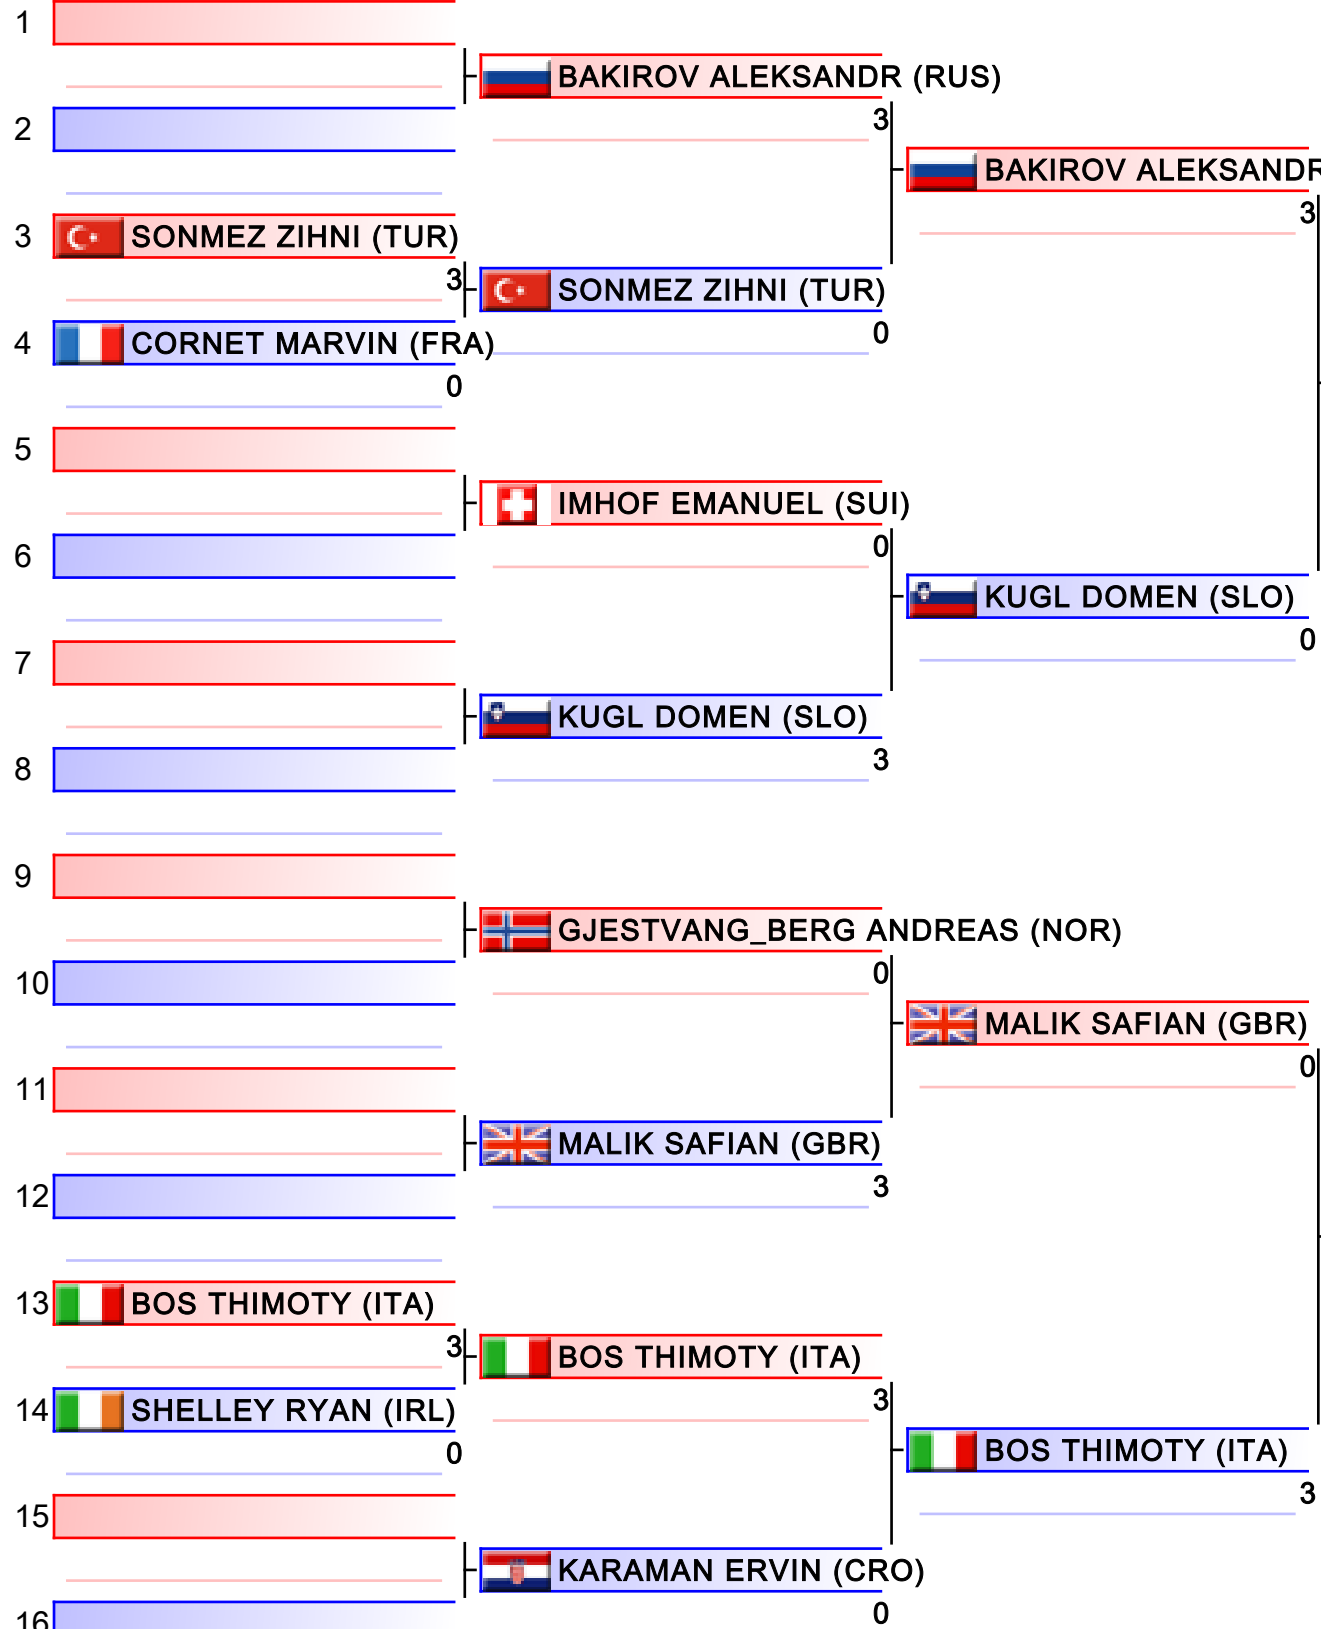 1
BAKIROV ALEKSANDR (RUS)
2
3
BAKIROV ALEKSANDR
3
3 SONMEZ ZIHNI (TUR)
3
SONMEZ ZIHNI (TUR)
0
4 CORNET MARVIN (FRA)
0
5
IMHOF EMANUEL (SUI)
0
6
KUGL DOMEN (SLO)
0
7
KUGL DOMEN (SLO)
3
8
9
GJESTVANG_BERG ANDREAS (NOR)
0
10
MALIK SAFIAN (GBR)
0
11
MALIK SAFIAN (GBR)
3
12
13 BOS THIMOTY (ITA)
3
BOS THIMOTY (ITA)
3
14 SHELLEY RYAN (IRL)
0
BOS THIMOTY (ITA)
3
15
KARAMAN ERVIN (CRO)
0
16